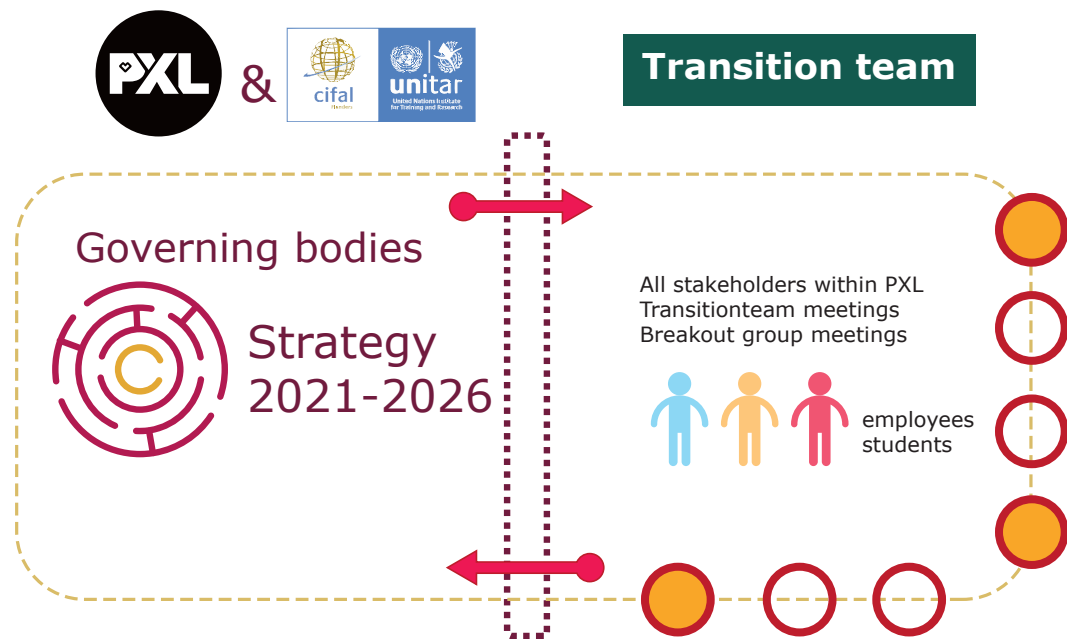 PXL
&
cifal
Flanders
unitar
United Nations Institute
for Training and Research
Transition team
Governing bodies
Strategy
2021-2026
All stakeholders within PXL
Transitionteam meetings
Breakout group meetings
employees
students